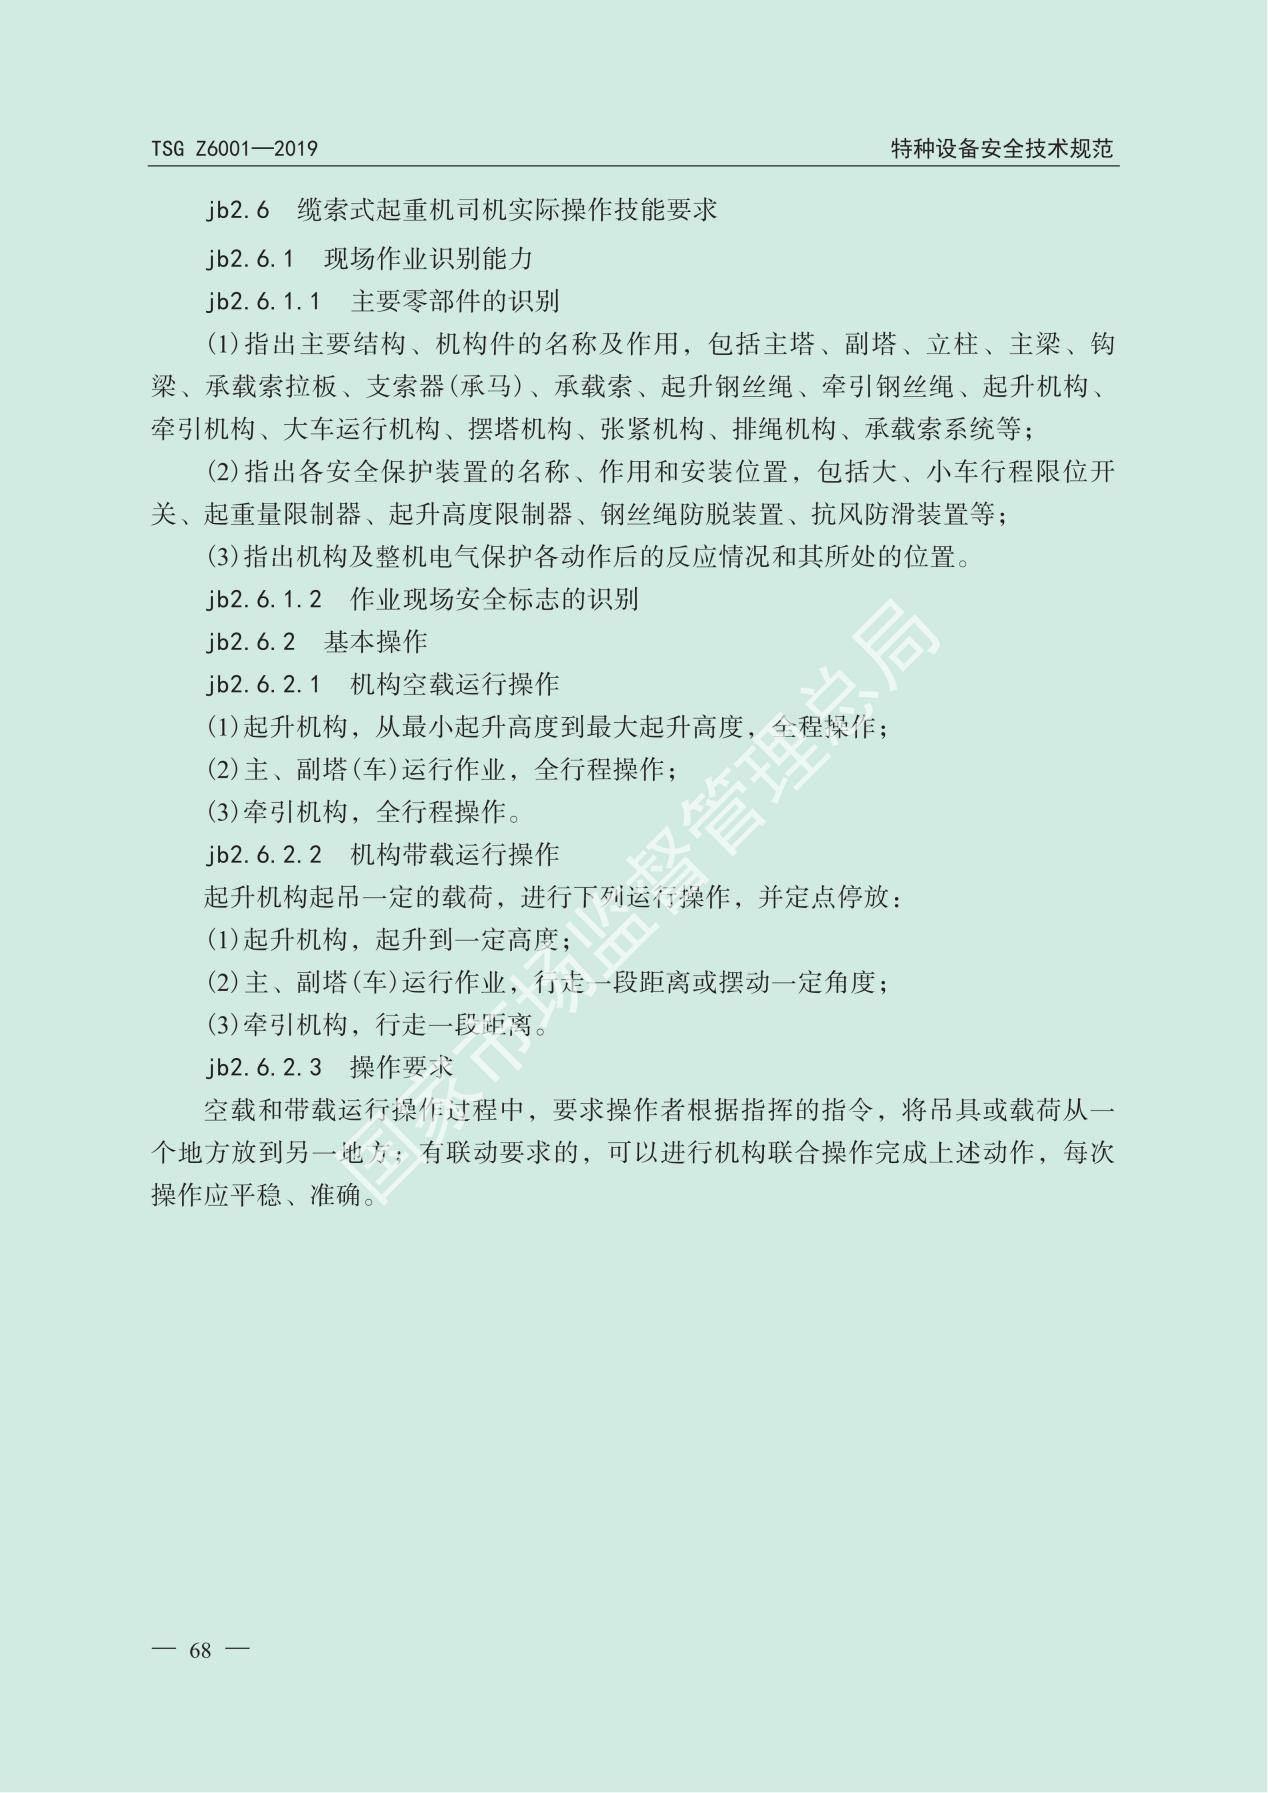 TSG Z6001—2019 特种设备安全技术规范
jb2.6 缆索式起重机司机实际操作技能要求
jb2.6.1 现场作业识别能力
jb2.6.1.1 主要零部件的识别
(1)指出主要结构、机构件的名称及作用，包括主塔、副塔、立柱、主梁、钩
梁、承载索拉板、支索器(承马)、承载索、起升钢丝绳、牵引钢丝绳、起升机构、
牵引机构、大车运行机构、摆塔机构、张紧机构、排绳机构、承载索系统等；
(2)指出各安全保护装置的名称、作用和安装位置，包括大、小车行程限位开
关、起重量限制器、起升高度限制器、钢丝绳防脱装置、抗风防滑装置等；
(3)指出机构及整机电气保护各动作后的反应情况和其所处的位置。
jb2.6.1.2 作业现场安全标志的识别
jb2.6.2 基本操作
jb2.6.2.1 机构空载运行操作
(1)起升机构，从最小起升高度到最大起升高度，全程操作；
(2)主、副塔(车)运行作业，全行程操作；
(3)牵引机构，全行程操作。
jb2.6.2.2 机构带载运行操作
起升机构起吊一定的载荷，进行下列运行操作，并定点停放：
(1)起升机构，起升到一定高度；
(2)主、副塔(车)运行作业，行走一段距离或摆动一定角度；
(3)牵引机构，行走一段距离。
jb2.6.2.3 操作要求
空载和带载运行操作过程中，要求操作者根据指挥的指令，将吊具或载荷从一
个地方放到另一地方；有联动要求的，可以进行机构联合操作完成上述动作，每次
操作应平稳、准确。
国家市场监督管理总局
— 68 —